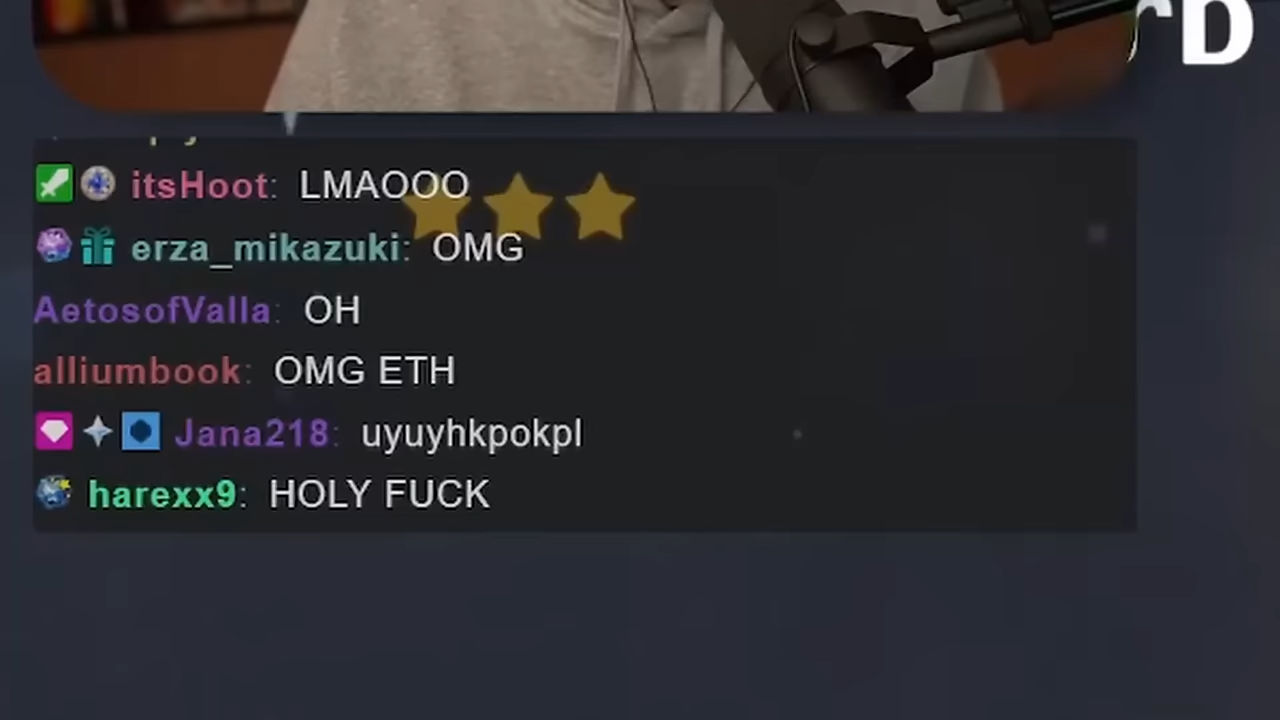 itsHoot: LMAOOO
erza_mikazuki: OMG
AetosofValla: OH
alliumbook: OMG ETH
Jana218: uyuyhkpokpl
harexx9: HOLY FUCK